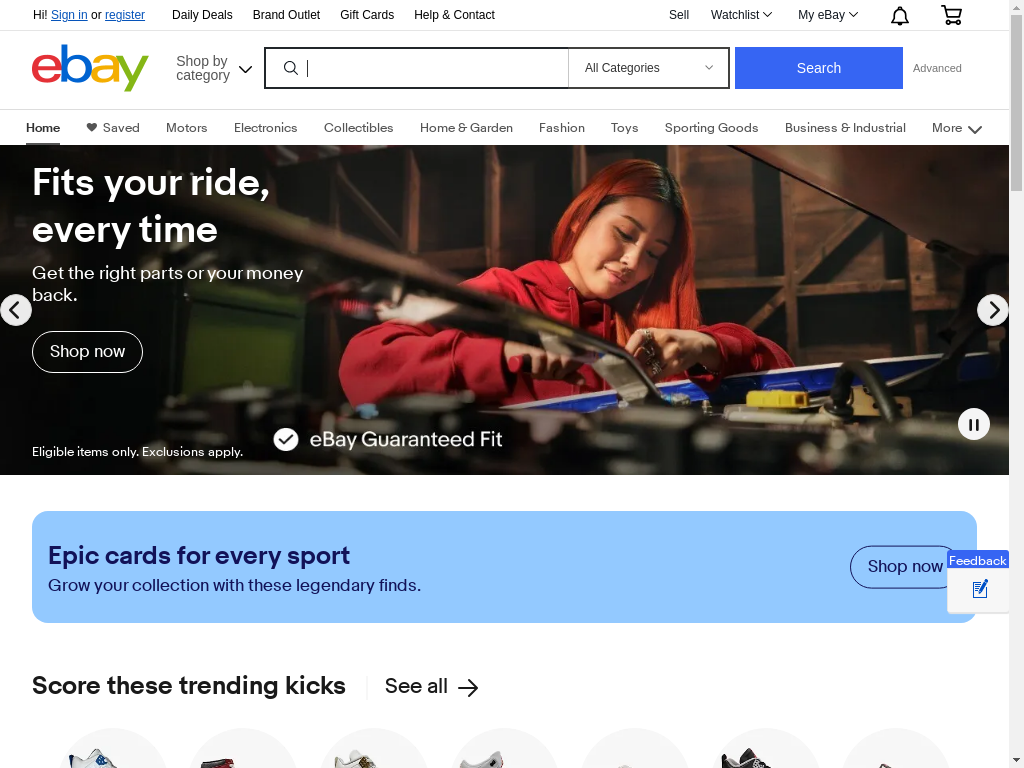 Hi! Sign in or register Daily Deals Brand Outlet Gift Cards Help & Contact Sell Watchlist My eBay
ebay
Shop by
category
All Categories
Search
Advanced
Home Saved Motors Electronics Collectibles Home & Garden Fashion Toys Sporting Goods Business & Industrial More
Fits your ride,
every time
Get the right parts or your money
back.
Shop now
eBay Guaranteed Fit
Eligible items only. Exclusions apply.
Epic cards for every sport
Grow your collection with these legendary finds.
Shop now
Feedback
Score these trending kicks See all